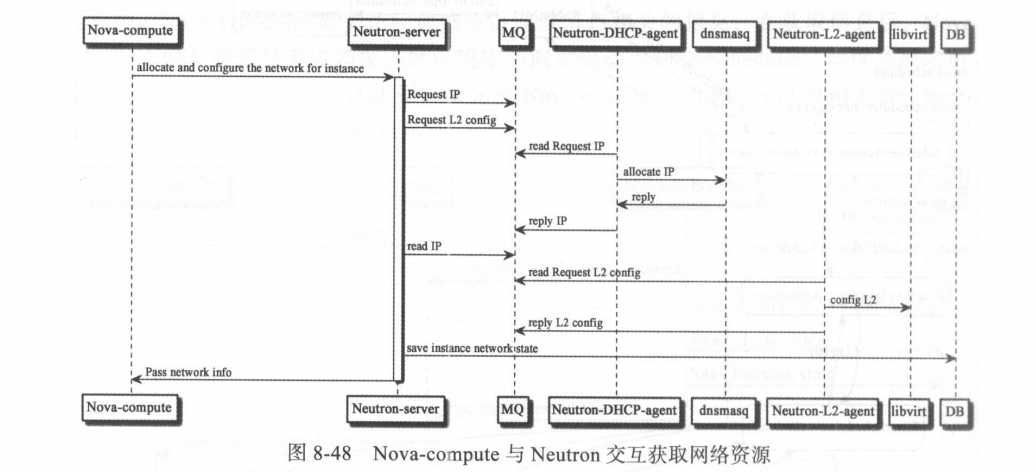 Nova-compute Neutron-server MQ Neutron-DHCP-agent dnsmasq Neutron-L2-agent libvirt DB
allocate and configure the network for instance
Request IP
Request L2 config
read Request IP
allocate IP
reply
reply IP
read IP
read Request L2 config
config L2
reply L2 config
save instance network state
Pass network info
Nova-compute Neutron-server MQ Neutron-DHCP-agent dnsmasq Neutron-L2-agent libvirt DB
图 8-48 Nova-compute 与 Neutron 交互获取网络资源